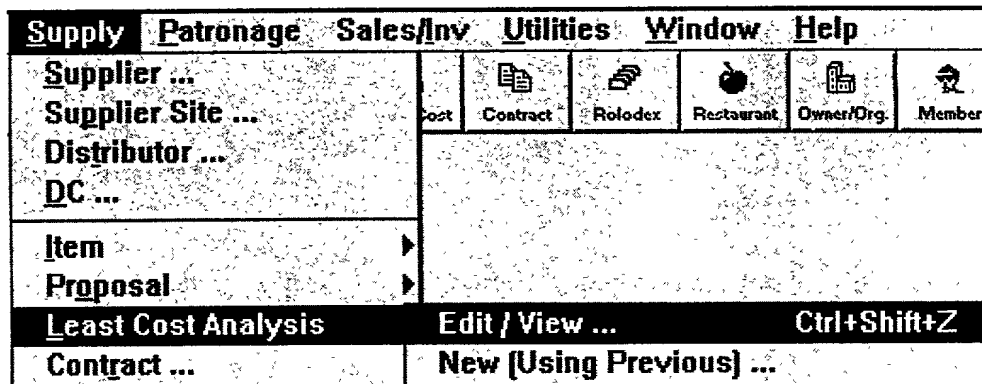 Supply Patronage Sales/Inv Utilities Window Help
Supplier ...
Supplier Site ...
Distributor ...
DC ...
Cost Contract Rolodex Restaurant Owner/Org. Member
Item
Proposal
Least Cost Analysis Edit / View ... Ctrl+Shift+Z
Contract ... New (Using Previous) ...